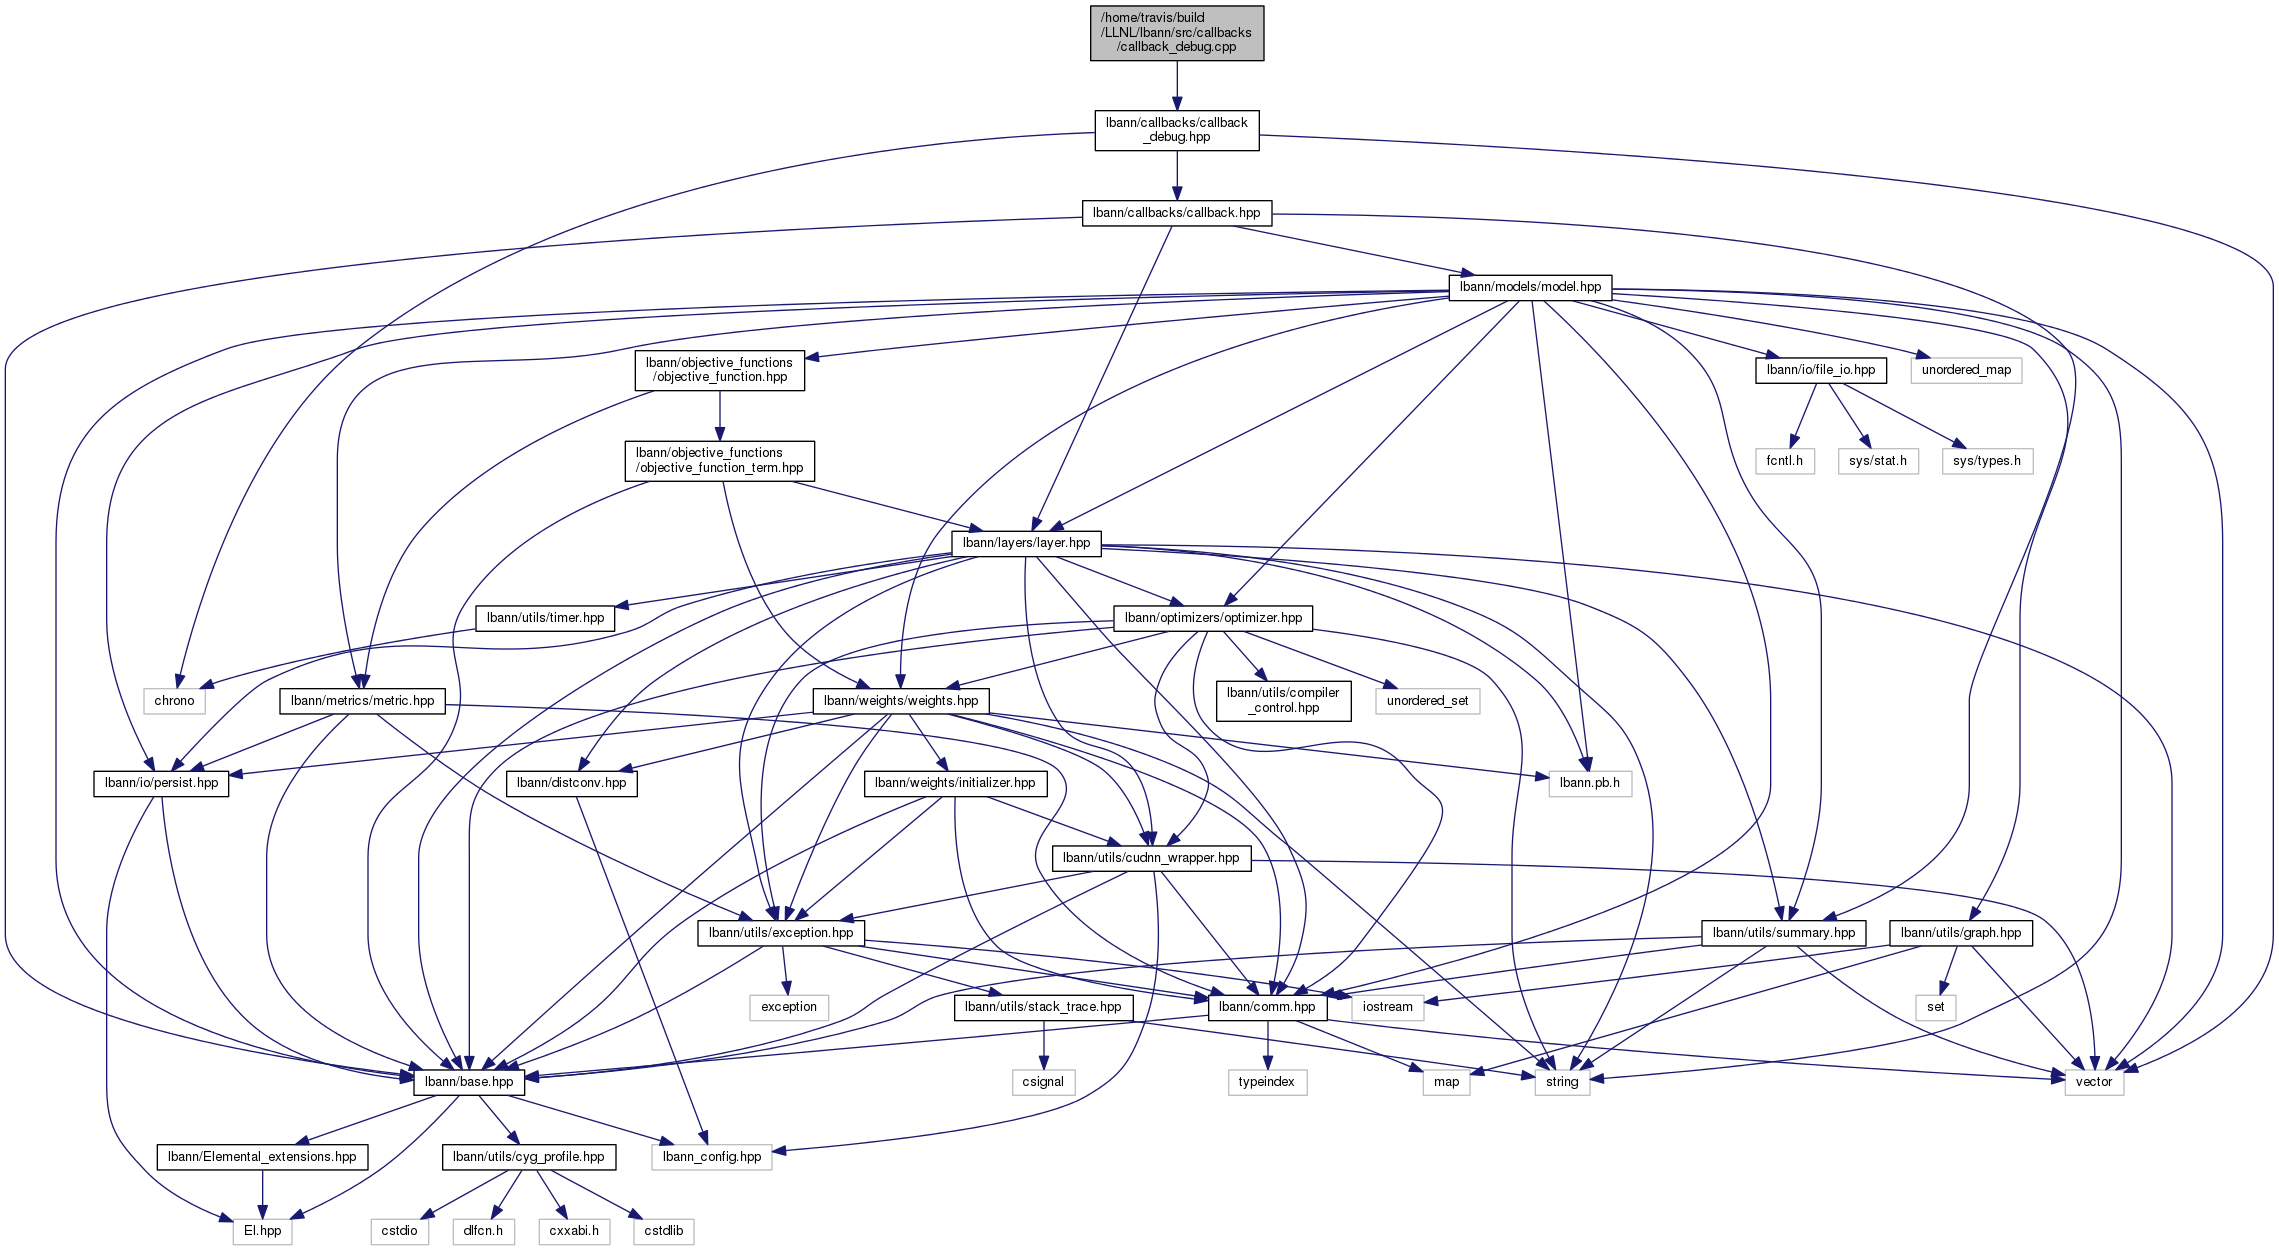 /home/travis/build
/LLNL/lbann/src/callbacks
/callback_debug.cpp
lbann/callbacks/callback
_debug.hpp
lbann/callbacks/callback.hpp
lbann/models/model.hpp
lbann/objective_functions
/objective_function.hpp
lbann/io/file_io.hpp
unordered_map
lbann/objective_functions
/objective_function_term.hpp
fcntl.h
sys/stat.h
sys/types.h
lbann/layers/layer.hpp
lbann/utils/timer.hpp
lbann/optimizers/optimizer.hpp
chrono
lbann/metrics/metric.hpp
lbann/weights/weights.hpp
lbann/utils/compiler
_control.hpp
unordered_set
lbann/io/persist.hpp
lbann/distconv.hpp
lbann/weights/initializer.hpp
lbann.pb.h
lbann/utils/cudnn_wrapper.hpp
lbann/utils/exception.hpp
lbann/utils/summary.hpp
lbann/utils/graph.hpp
exception
lbann/utils/stack_trace.hpp
lbann/comm.hpp
iostream
set
lbann/base.hpp
csignal
typeindex
map
string
vector
lbann/Elemental_extensions.hpp
lbann/utils/cyg_profile.hpp
lbann_config.hpp
El.hpp
cstdio
dlfcn.h
cxxabi.h
cstdlib